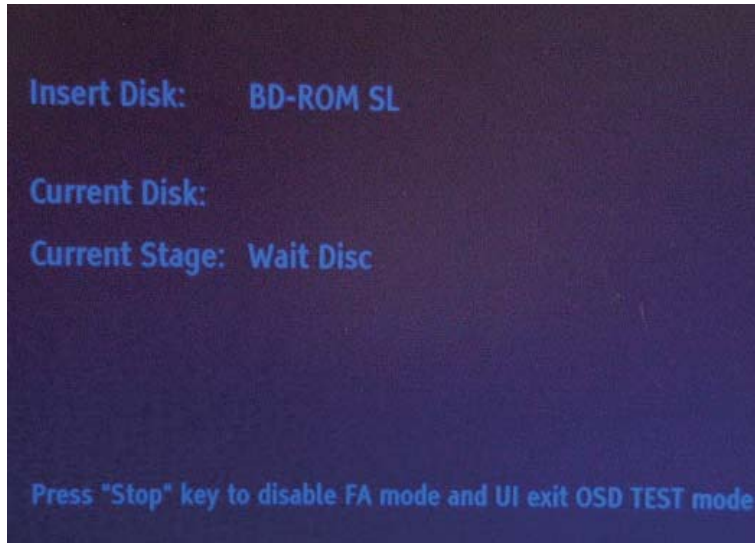 Insert Disk: BD-ROM SL
Current Disk:
Current Stage: Wait Disc
Press "Stop" key to disable FA mode and UI exit OSD TEST mode